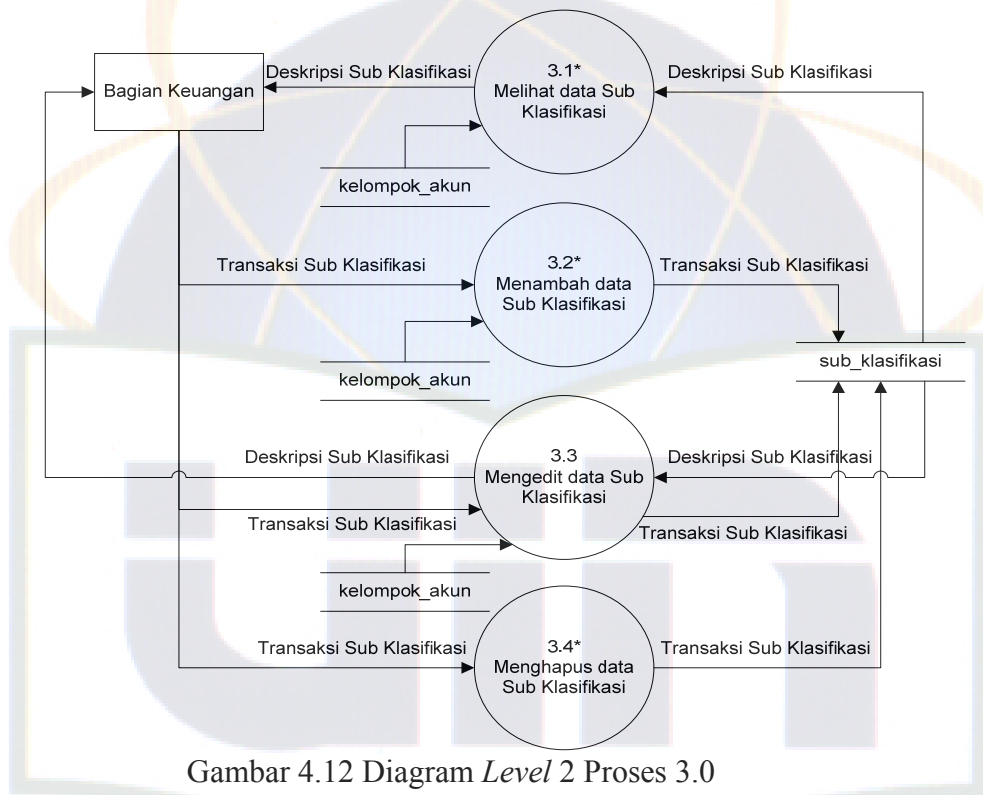 3.1*
Melihat data Sub
Klasifikasi
Deskripsi Sub Klasifikasi
Deskripsi Sub Klasifikasi
Bagian Keuangan
kelompok_akun
3.2*
Menambah data
Sub Klasifikasi
Transaksi Sub Klasifikasi
Transaksi Sub Klasifikasi
sub_klasifikasi
kelompok_akun
3.3
Mengedit data Sub
Klasifikasi
Deskripsi Sub Klasifikasi
Deskripsi Sub Klasifikasi
Transaksi Sub Klasifikasi
Transaksi Sub Klasifikasi
kelompok_akun
3.4*
Menghapus data
Sub Klasifikasi
Transaksi Sub Klasifikasi
Transaksi Sub Klasifikasi
uin
Gambar 4.12 Diagram Level 2 Proses 3.0